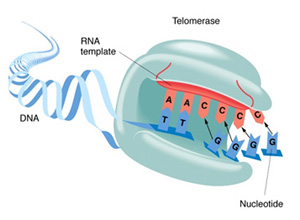 Telomerase
RNA
template
DNA
A A C C C C
T T G G G G
Nucleotide